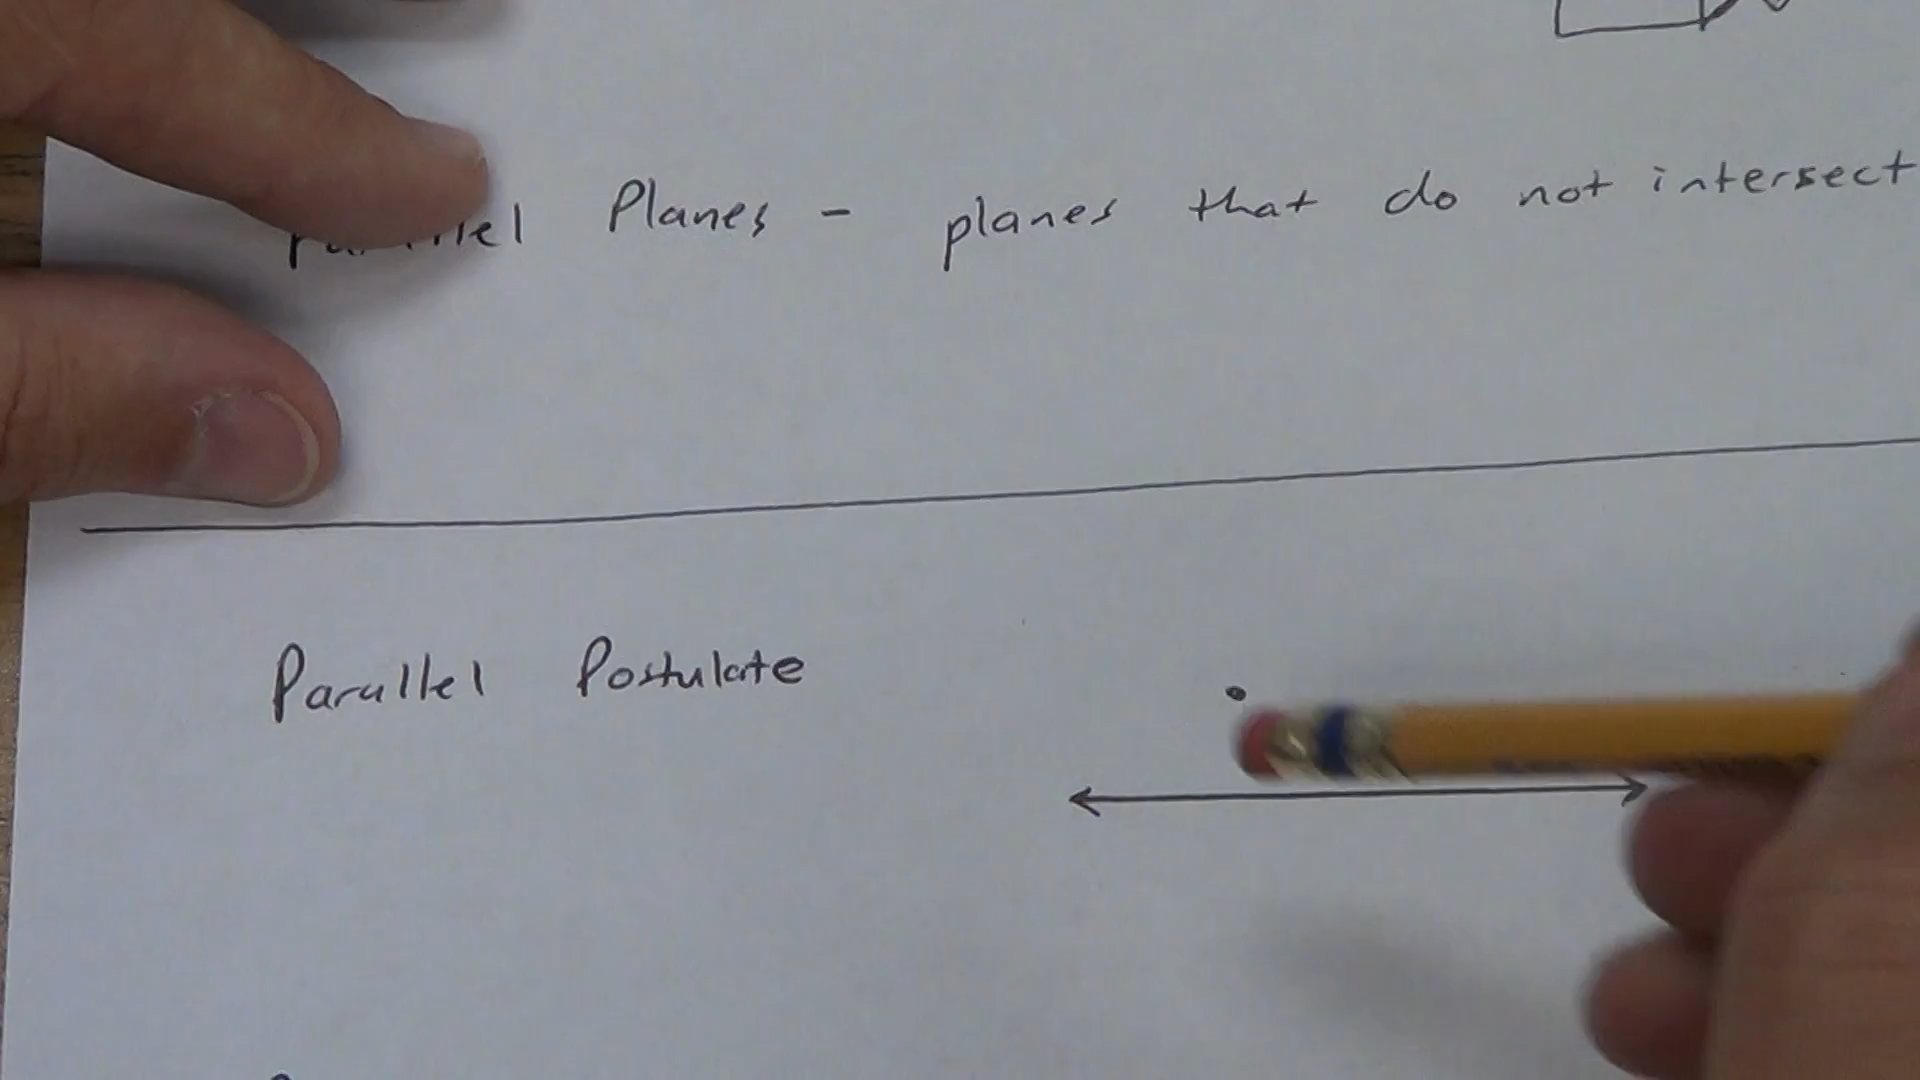 Planes - planes that do not intersect
Parallel Postulate